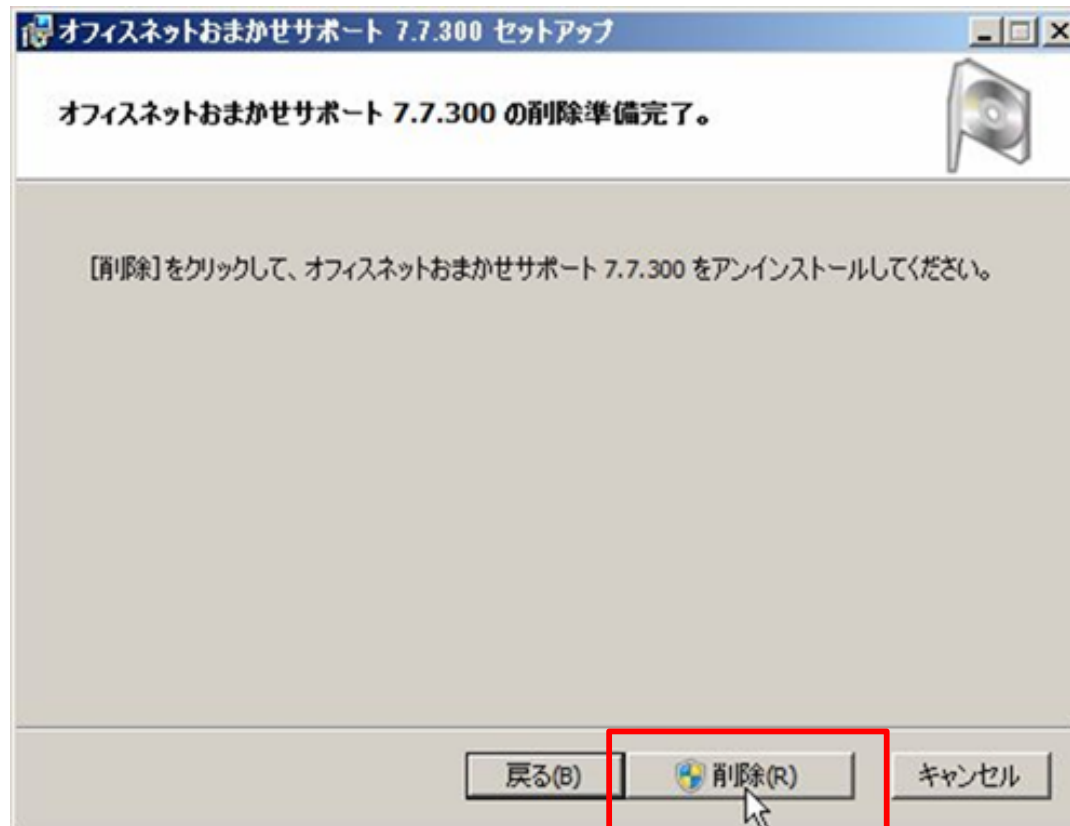 オフィスネットおまかせサポート 7.7.300 セットアップ
オフィスネットおまかせサポート 7.7.300 の削除準備完了。
[削除]をクリックして、オフィスネットおまかせサポート 7.7.300 をアンインストールしてください。
戻る(B) 削除(R) キャンセル